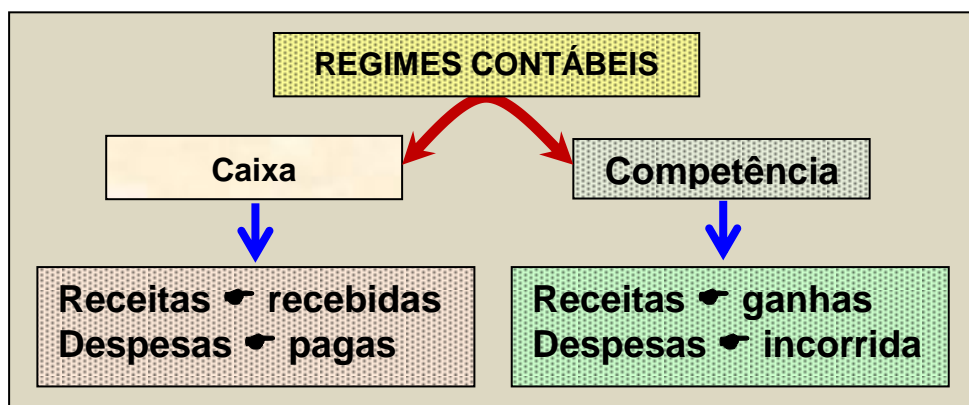 REGIMES CONTÁBEIS
Caixa
Competência
Receitas ☛ recebidas
Despesas ☛ pagas
Receitas ☛ ganhas
Despesas ☛ incorrida